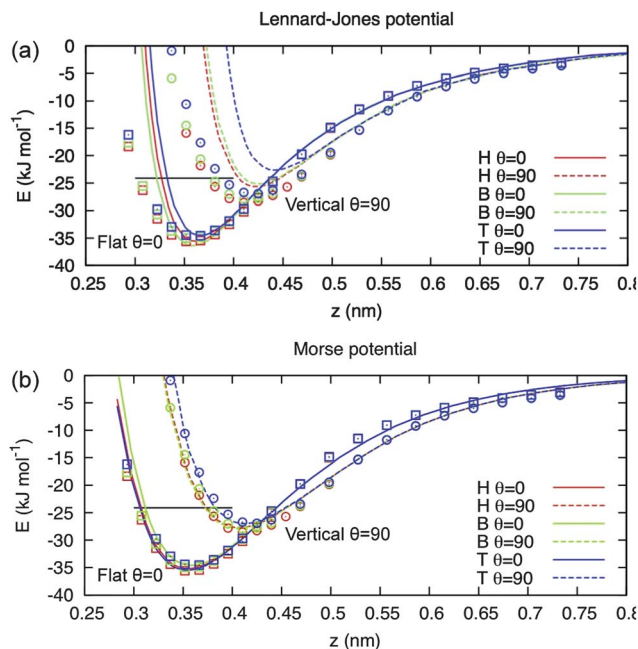 Lennard-Jones potential
(a)
0
-5
-10
-15
-20
-25
-30
-35
-40
E (kJ mol-1)
H θ=0
H θ=90
B θ=0
B θ=90
T θ=0
T θ=90
Vertical θ=90
Flat θ=0
0.25 0.3 0.35 0.4 0.45 0.5 0.55 0.6 0.65 0.7 0.75 0.8
z (nm)
Morse potential
(b)
0
-5
-10
-15
-20
-25
-30
-35
-40
E (kJ mol-1)
H θ=0
H θ=90
B θ=0
B θ=90
T θ=0
T θ=90
Vertical θ=90
Flat θ=0
0.25 0.3 0.35 0.4 0.45 0.5 0.55 0.6 0.65 0.7 0.75 0.8
z (nm)